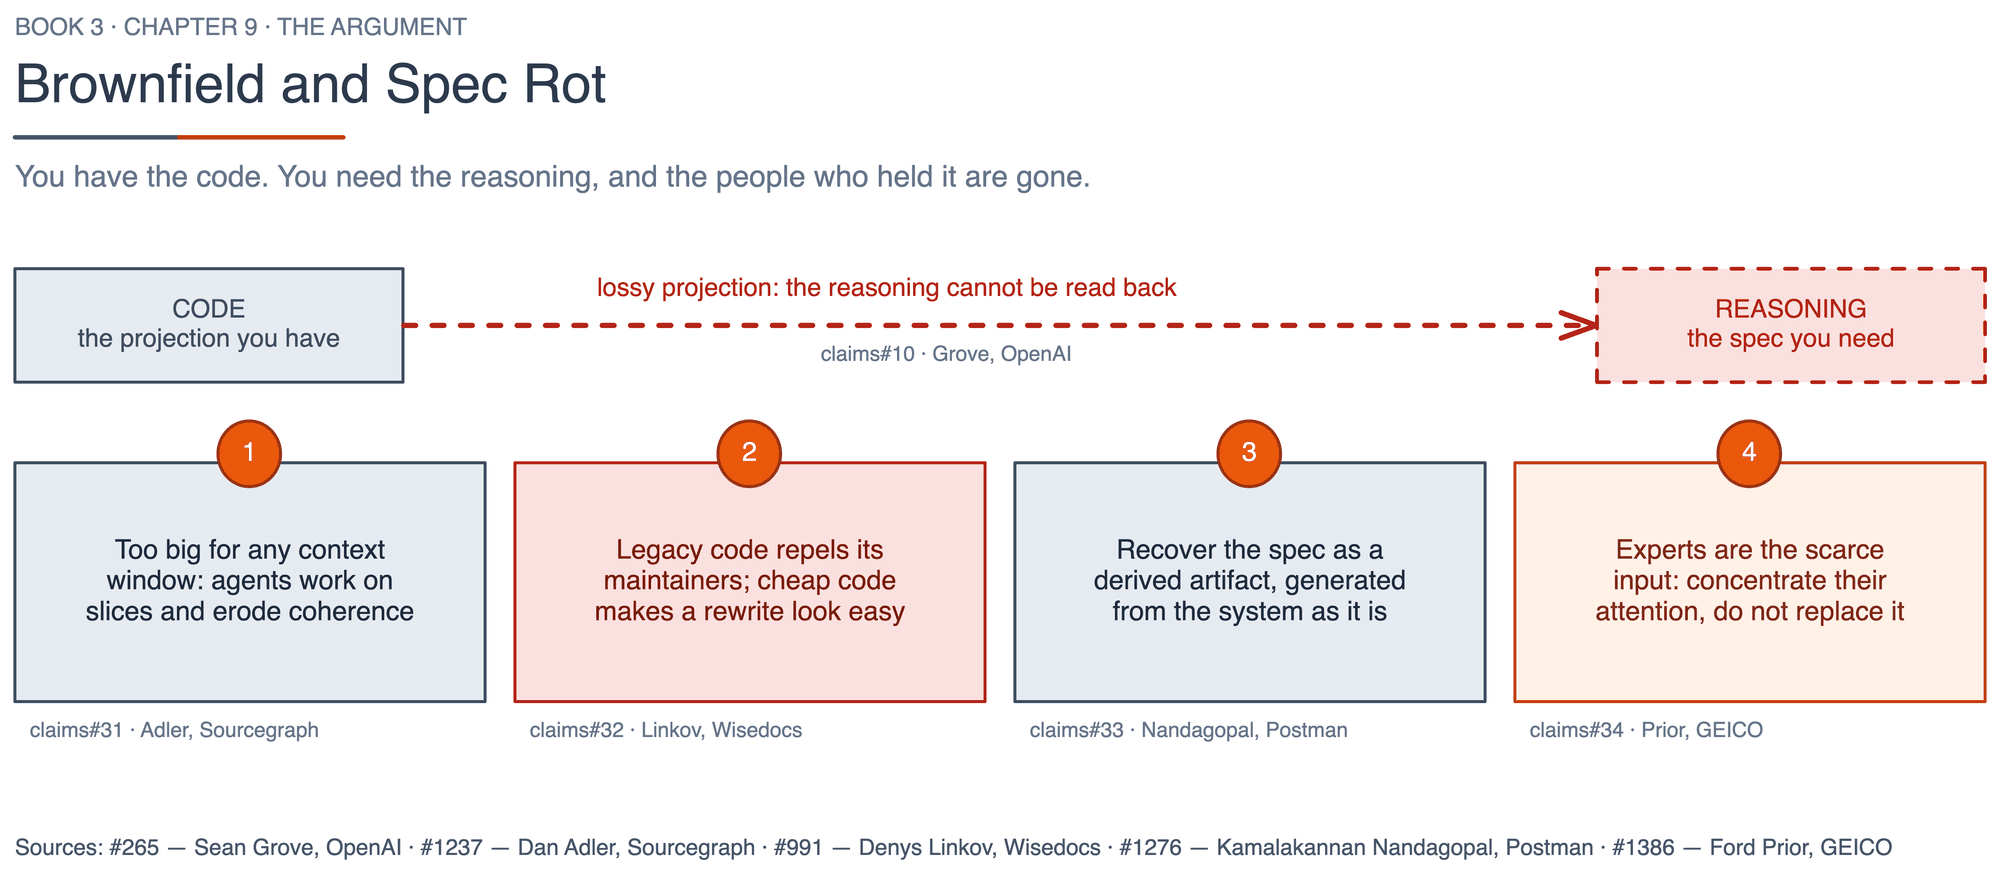 BOOK 3 · CHAPTER 9 · THE ARGUMENT
Brownfield and Spec Rot
You have the code. You need the reasoning, and the people who held it are gone.
CODE
the projection you have
lossy projection: the reasoning cannot be read back
claims#10 · Grove, OpenAI
REASONING
the spec you need
1
Too big for any context
window: agents work on
slices and erode coherence
claims#31 · Adler, Sourcegraph
2
Legacy code repels its
maintainers; cheap code
makes a rewrite look easy
claims#32 · Linkov, Wisedocs
3
Recover the spec as a
derived artifact, generated
from the system as it is
claims#33 · Nandagopal, Postman
4
Experts are the scarce
input: concentrate their
attention, do not replace it
claims#34 · Prior, GEICO
Sources: #265 — Sean Grove, OpenAI · #1237 — Dan Adler, Sourcegraph · #991 — Denys Linkov, Wisedocs · #1276 — Kamalakannan Nandagopal, Postman · #1386 — Ford Prior, GEICO